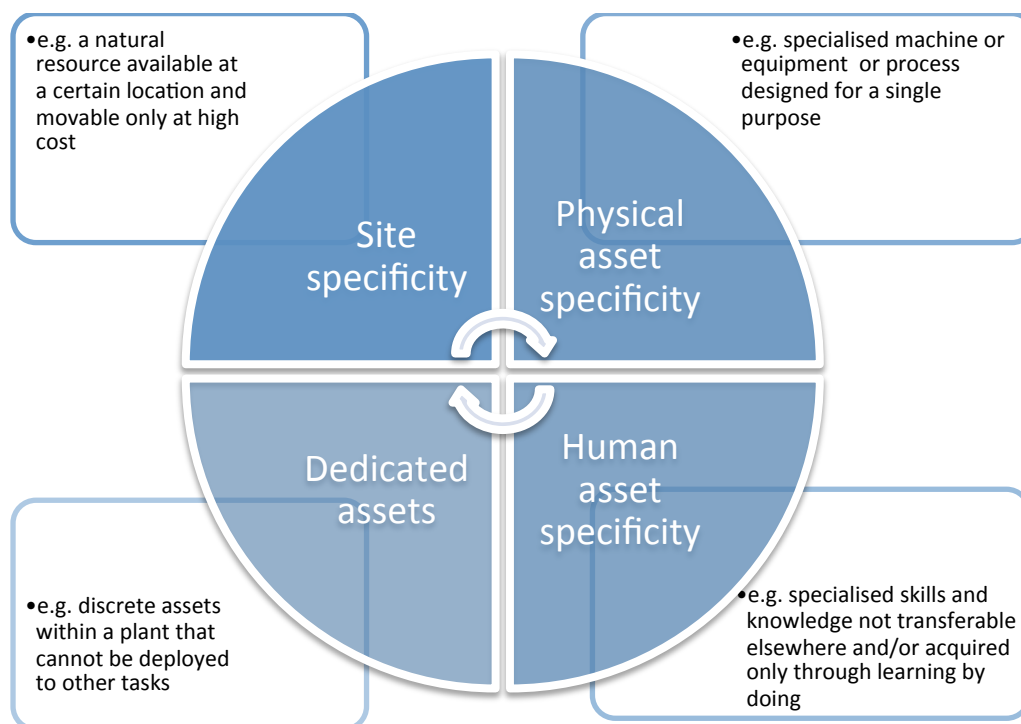 •e.g. a natural
resource available at
a certain location and
movable only at high
cost
•e.g. specialised machine or
equipment or process
designed for a single
purpose
Site
specificity
Physical
asset
specificity
Dedicated
assets
Human
asset
specificity
•e.g. discrete assets
within a plant that
cannot be deployed
to other tasks
•e.g. specialised skills and
knowledge not transferable
elsewhere and/or acquired
only through learning by
doing